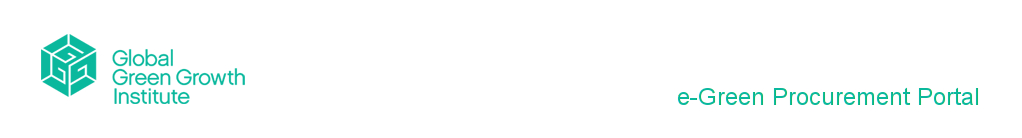 Global
Green Growth
Institute
e-Green Procurement Portal